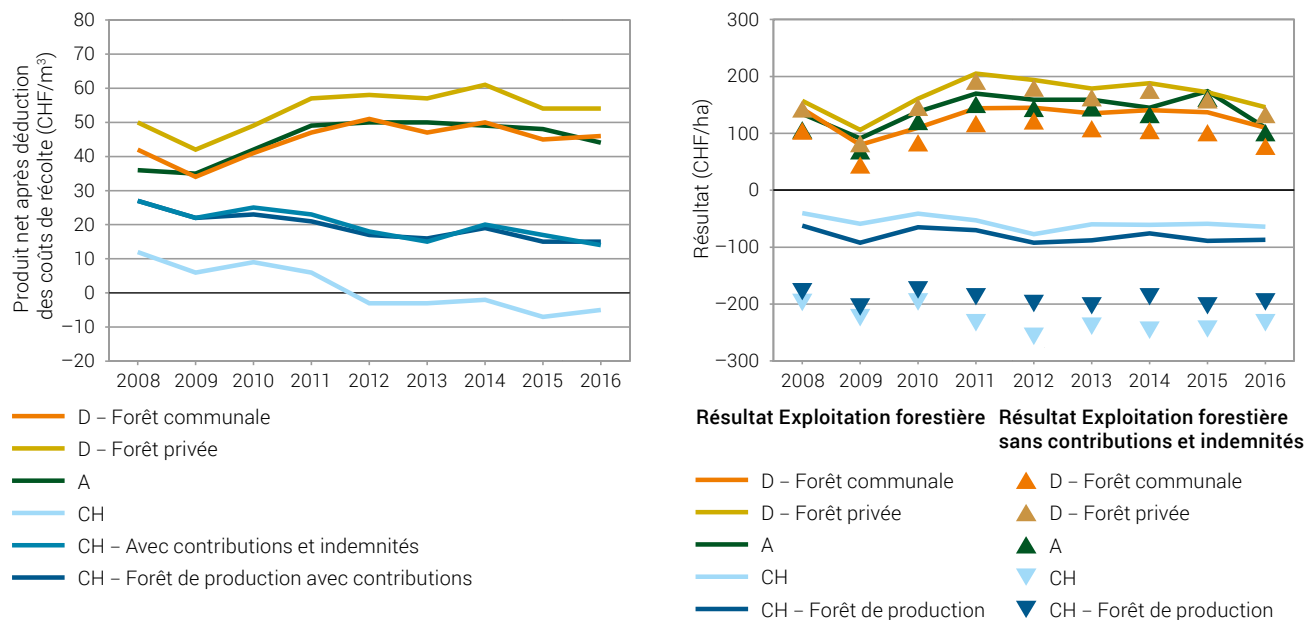 Produit net après déduction
des coûts de récolte (CHF/m³)
80
70
60
50
40
30
20
10
0
−10
−20
2008 2009 2010 2011 2012 2013 2014 2015 2016
D – Forêt communale
D – Forêt privée
A
CH
CH – Avec contributions et indemnités
CH – Forêt de production avec contributions
Résultat (CHF/ha)
300
200
100
0
−100
−200
−300
2008 2009 2010 2011 2012 2013 2014 2015 2016
Résultat Exploitation forestière
D – Forêt communale
D – Forêt privée
A
CH
CH – Forêt de production
Résultat Exploitation forestière
sans contributions et indemnités
D – Forêt communale
D – Forêt privée
A
CH
CH – Forêt de production